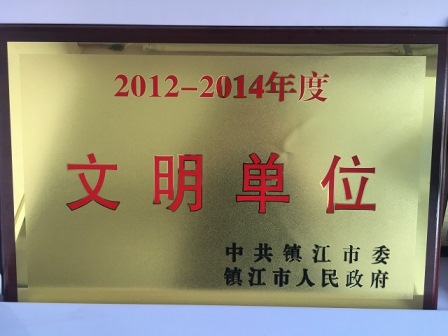 2012-2014年度
文明单位
中共镇江市委
镇江市人民政府